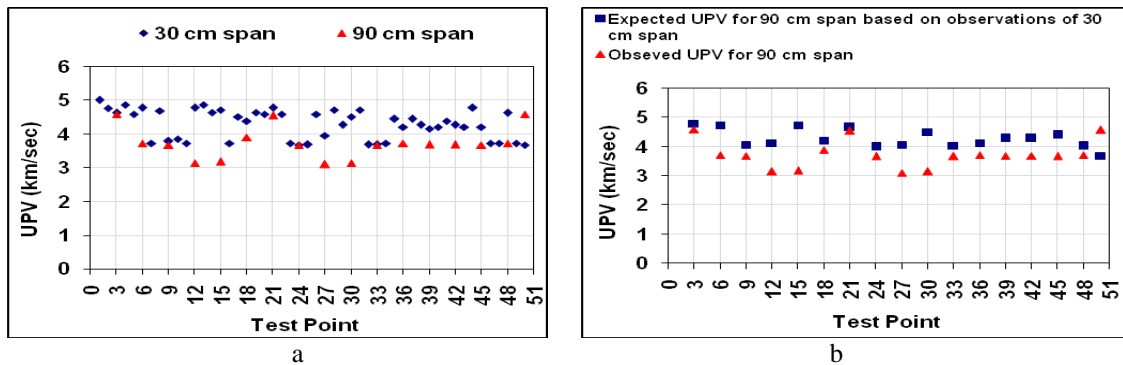 30 cm span 90 cm span
6
5
4
3
2
1
0
UPV (km/sec)
0 3 6 9 12 15 18 21 24 27 30 33 36 39 42 45 48 51
Test Point
a
Expected UPV for 90 cm span based on observations of 30
cm span
Obseved UPV for 90 cm span
6
5
4
3
2
1
0
UPV (km/sec)
0 3 6 9 12 15 18 21 24 27 30 33 36 39 42 45 48 51
Test Point
b